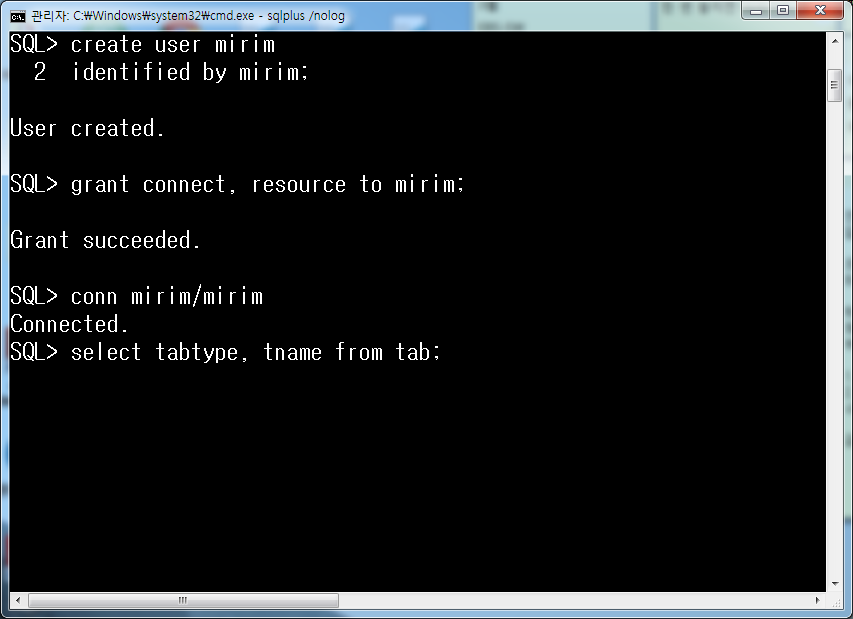 관리자: C:₩Windows₩system32₩cmd.exe - sqlplus /nolog
SQL> create user mirim
  2  identified by mirim;
User created.
SQL> grant connect, resource to mirim;
Grant succeeded.
SQL> conn mirim/mirim
Connected.
SQL> select tabtype, tname from tab;